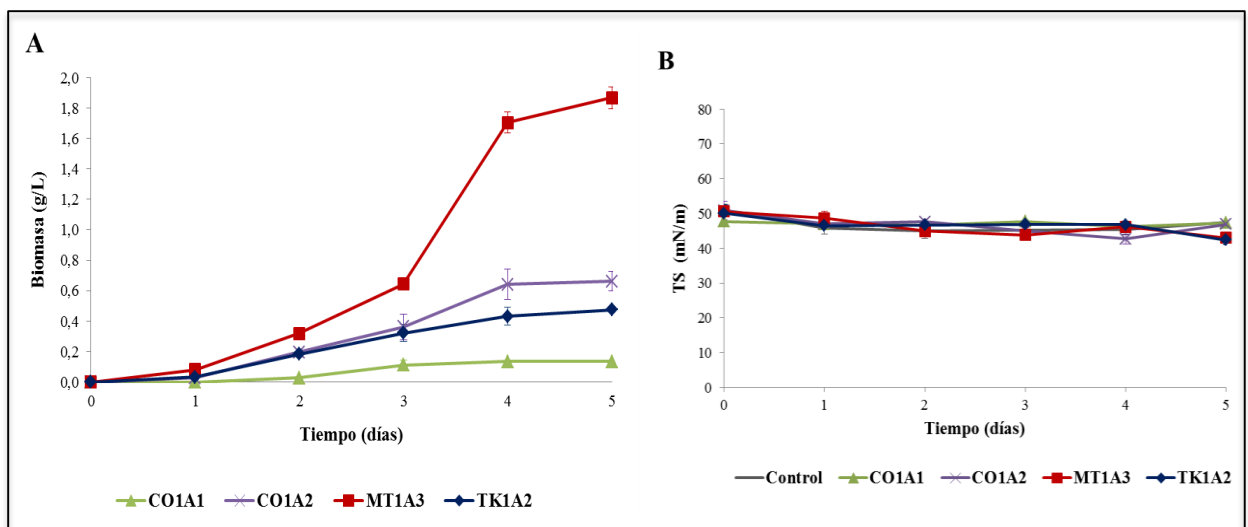 A
Biomasa (g/L)
2,0
1,8
1,6
1,4
1,2
1,0
0,8
0,6
0,4
0,2
0,0
0 1 2 3 4 5
Tiempo (días)
CO1A1 CO1A2 MT1A3 TK1A2
B
TS (mN/m)
80
70
60
50
40
30
20
10
0
0 1 2 3 4 5
Tiempo (días)
Control CO1A1 CO1A2 MT1A3 TK1A2